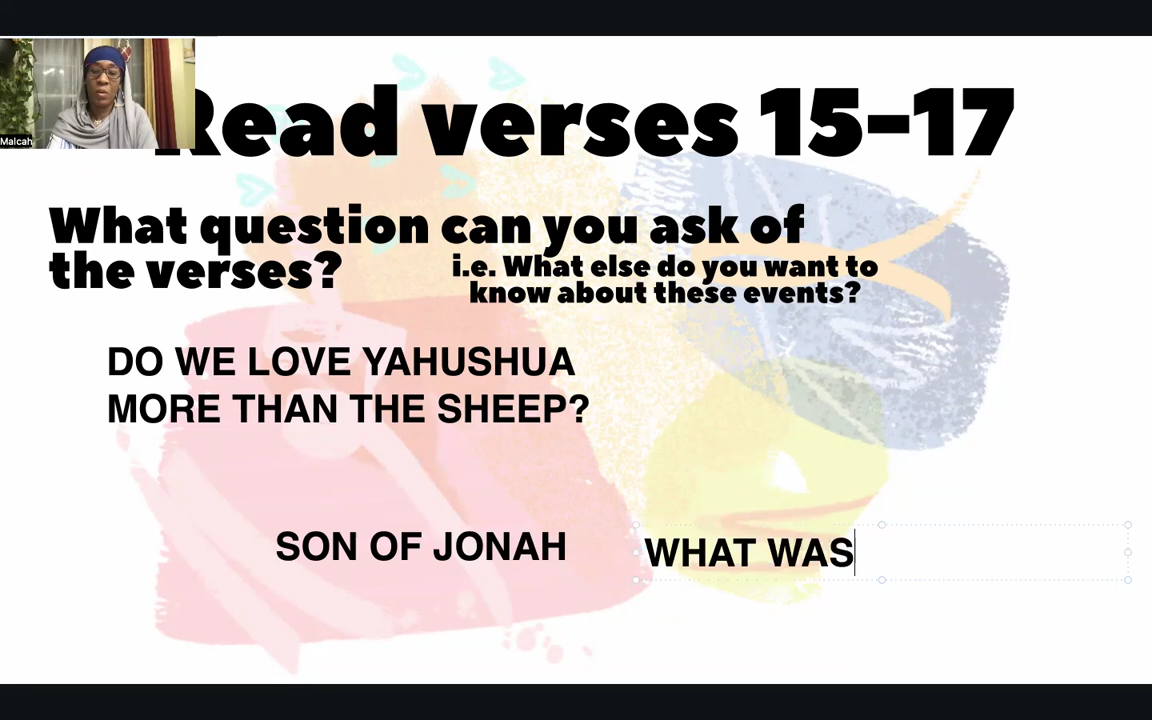 Malcah
Read verses 15-17
What question can you ask of
the verses?
i.e. What else do you want to
know about these events?
DO WE LOVE YAHUSHUA
MORE THAN THE SHEEP?
SON OF JONAH
WHAT WAS